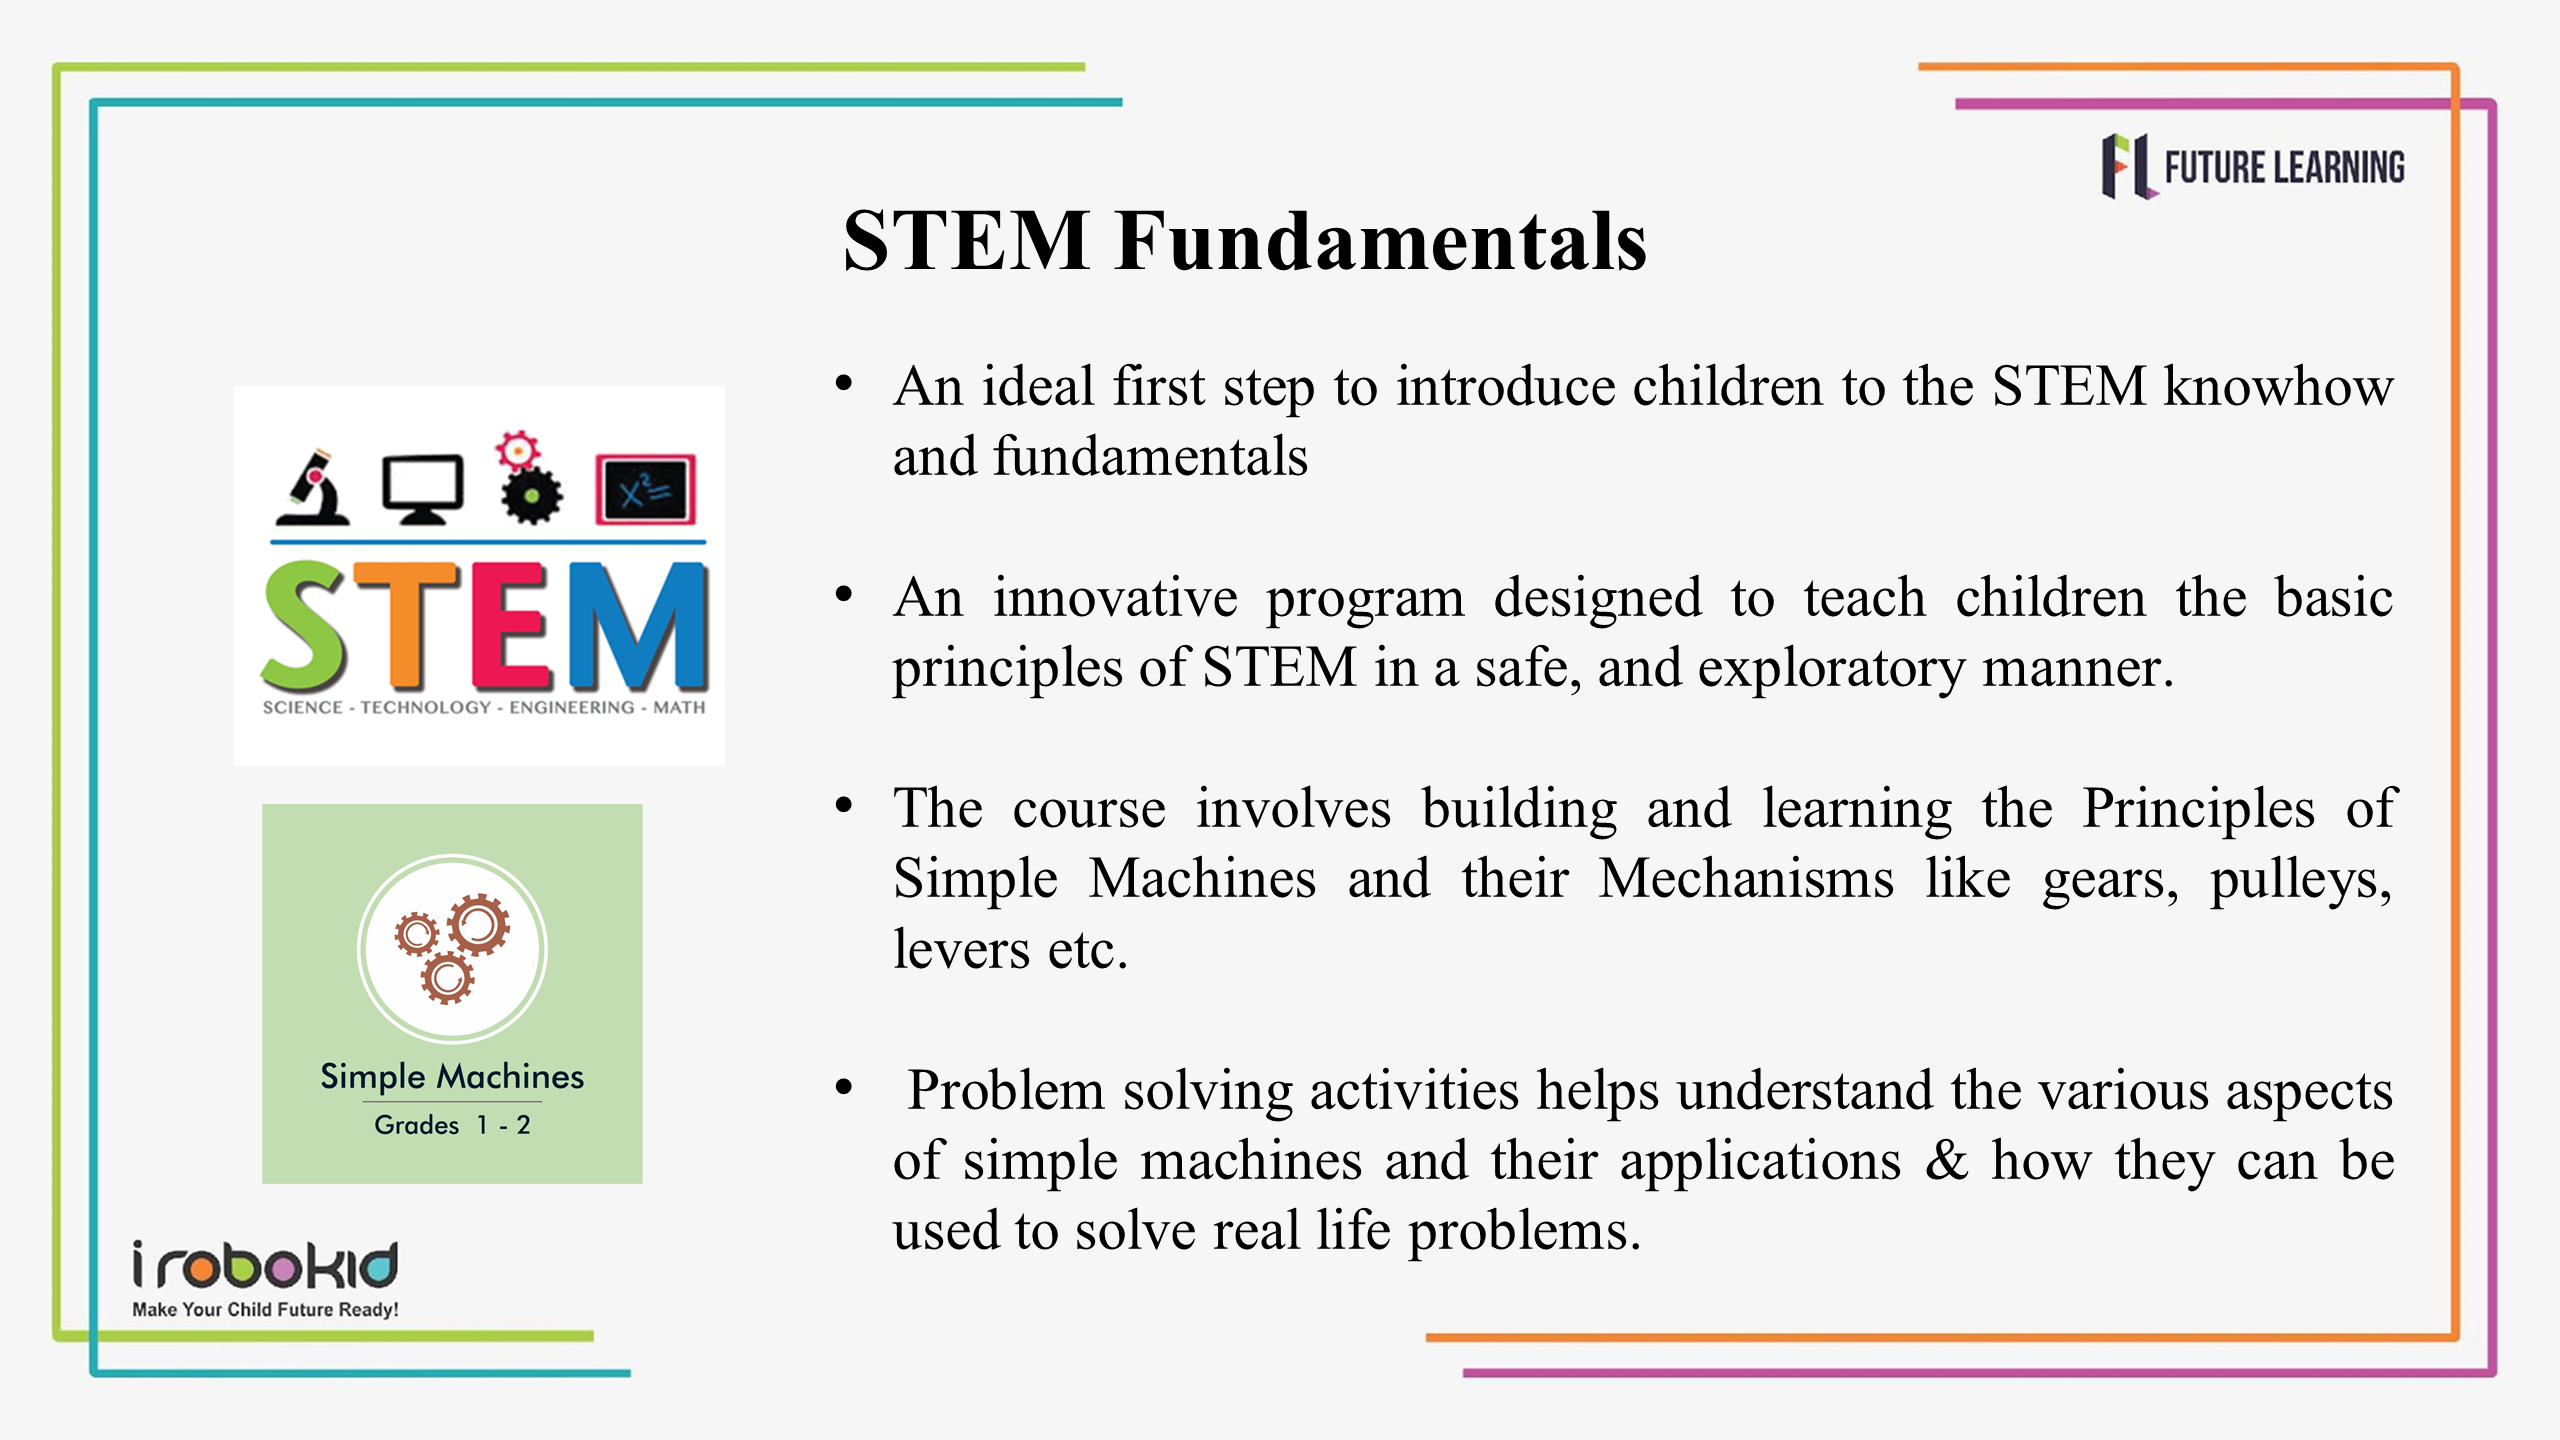 FUTURE LEARNING
STEM Fundamentals
• An ideal first step to introduce children to the STEM knowhow
and fundamentals
• An innovative program designed to teach children the basic
principles of STEM in a safe, and exploratory manner.
• The course involves building and learning the Principles of
Simple Machines and their Mechanisms like gears, pulleys,
levers etc.
• Problem solving activities helps understand the various aspects
of simple machines and their applications & how they can be
used to solve real life problems.
X²=
STEM
SCIENCE - TECHNOLOGY - ENGINEERING - MATH
Simple Machines
Grades 1 - 2
i robokid
Make Your Child Future Ready!